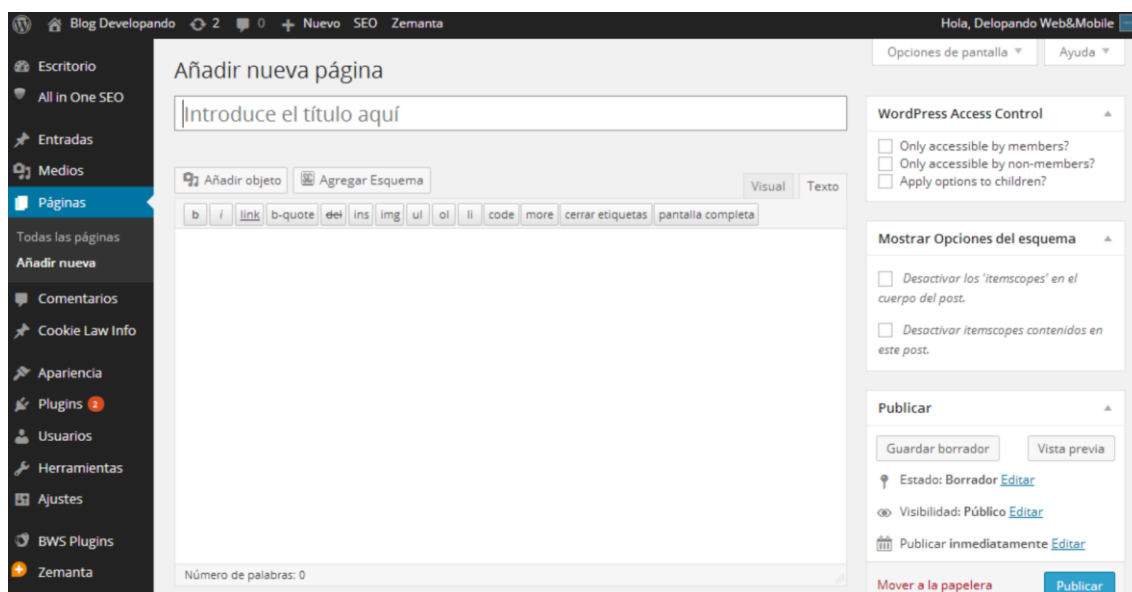 Blog Developando 2 0 + Nuevo SEO Zemanta Hola, Delopando Web&Mobile
Opciones de pantalla Ayuda
Escritorio
All in One SEO
Entradas
Medios
Páginas
Todas las páginas
Añadir nueva
Comentarios
Cookie Law Info
Apariencia
Plugins 2
Usuarios
Herramientas
Ajustes
BWS Plugins
Zemanta
Añadir nueva página
Introduce el título aquí
Añadir objeto Agregar Esquema
Visual Texto
b i link b-quote del ins img ul ol li code more cerrar etiquetas pantalla completa
Número de palabras: 0
WordPress Access Control
Only accessible by members?
Only accessible by non-members?
Apply options to children?
Mostrar Opciones del esquema
Desactivar los 'itemscopes' en el
cuerpo del post.
Desactivar itemscopes contenidos en
este post.
Publicar
Guardar borrador Vista previa
Estado: Borrador Editar
Visibilidad: Público Editar
Publicar inmediatamente Editar
Mover a la papelera Publicar